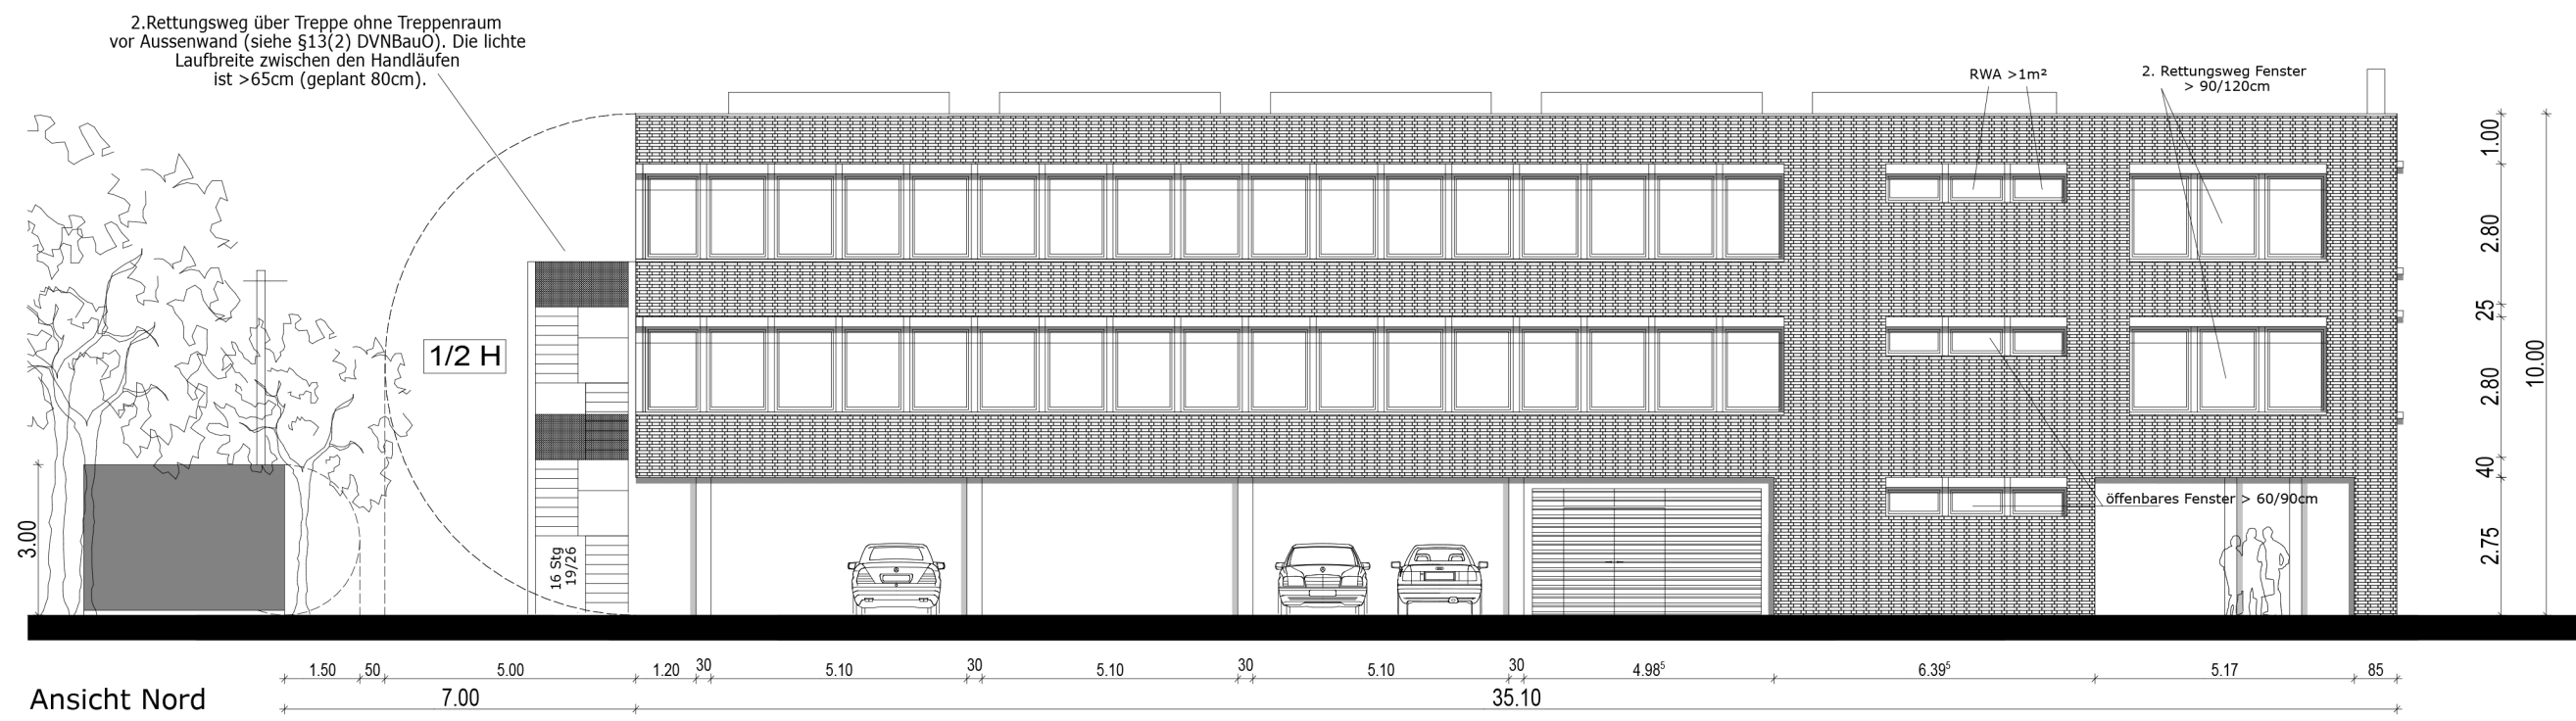 2.Rettungsweg über Treppe ohne Treppenraum
vor Aussenwand (siehe §13(2) DVNBauO). Die lichte
Laufbreite zwischen den Handläufen
ist >65cm (geplant 80cm).
RWA >1m²
2. Rettungsweg Fenster
> 90/120cm
1/2 H
öffenbares Fenster > 60/90cm
16 Stg
19/26
3.00
1.00
2.80
25
2.80
40
2.75
10.00
1.50 50 5.00 1.20 30 5.10 30 5.10 30 5.10 30 4.98⁵ 6.39⁵ 5.17 85
7.00 35.10
Ansicht Nord